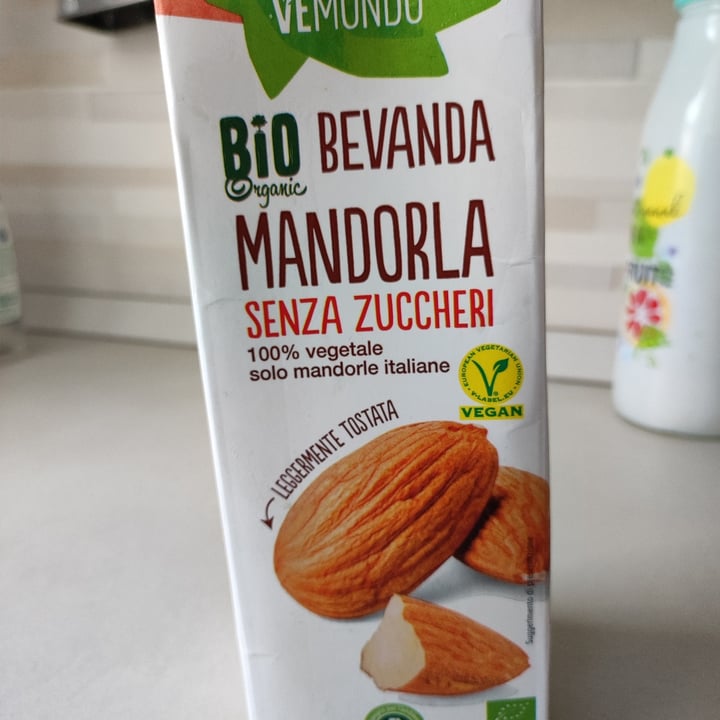 VEMONDO
BIO
Organic
BEVANDA
MANDORLA
SENZA ZUCCHERI
100% vegetale
solo mandorle italiane
EUROPEAN VEGETARIAN UNION
V-LABEL.EU
VEGAN
LEGGERMENTE TOSTATA